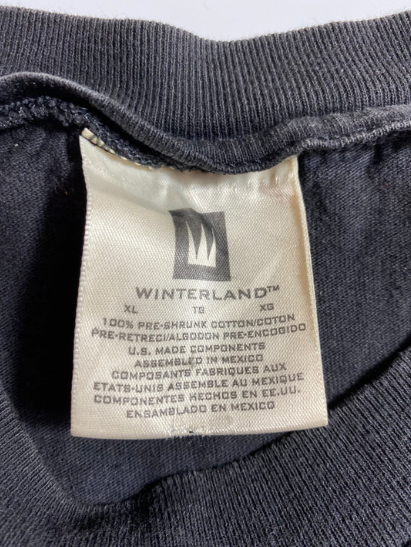 WINTERLAND™
XL TG XG
100% PRE-SHRUNK COTTON/COTON
PRE-RETRECI/ALGODON PRE-ENCOGIDO
U.S. MADE COMPONENTS
ASSEMBLED IN MEXICO
COMPOSANTS FABRIQUES AUX
ETATS-UNIS ASSEMBLE AU MEXIQUE
COMPONENTES HECHOS EN EE.UU.
ENSAMBLADO EN MEXICO